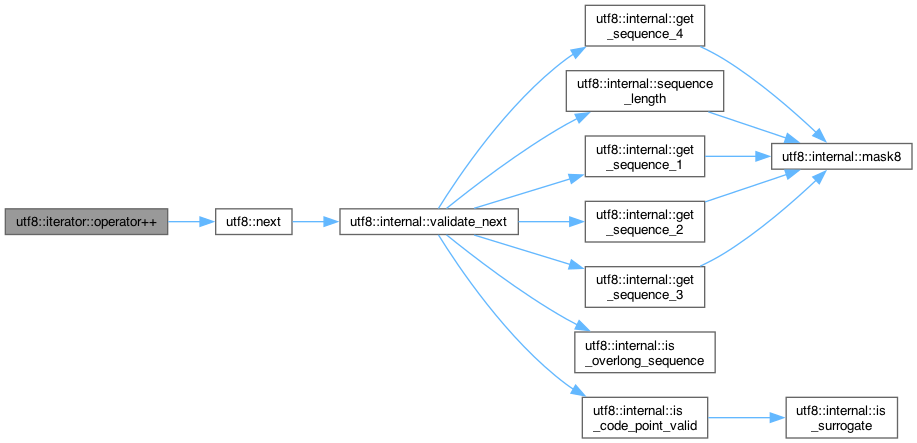 utf8::iterator::operator++
utf8::next
utf8::internal::validate_next
utf8::internal::get
_sequence_4
utf8::internal::sequence
_length
utf8::internal::get
_sequence_1
utf8::internal::get
_sequence_2
utf8::internal::get
_sequence_3
utf8::internal::is
_overlong_sequence
utf8::internal::is
_code_point_valid
utf8::internal::mask8
utf8::internal::is
_surrogate